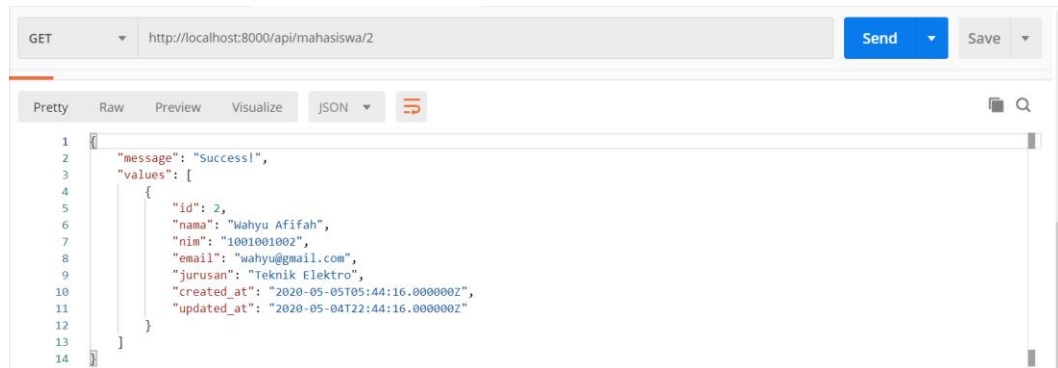 GET http://localhost:8000/api/mahasiswa/2 Send Save
Pretty Raw Preview Visualize JSON
1 {
2 "message": "Success!",
3 "values": [
4 {
5 "id": 2,
6 "nama": "Wahyu Afifah",
7 "nim": "1001001002",
8 "email": "wahyu@gmail.com",
9 "jurusan": "Teknik Elektro",
10 "created_at": "2020-05-05T05:44:16.000000Z",
11 "updated_at": "2020-05-04T22:44:16.000000Z"
12 }
13 ]
14 }